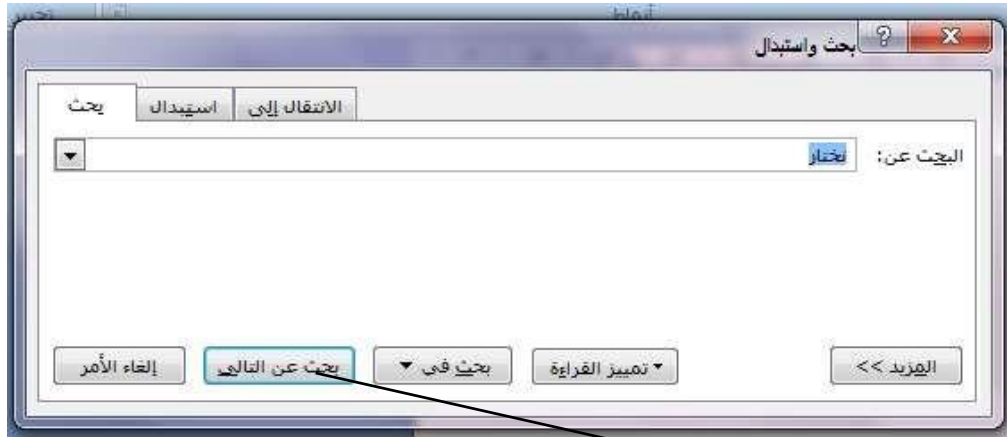 أنماط
بحث واستبدال
بحث استبدال الانتقال إلى
البحث عن: نختار
المزيد >> تمييز القراءة بحث في بحث عن التالي إلغاء الأمر